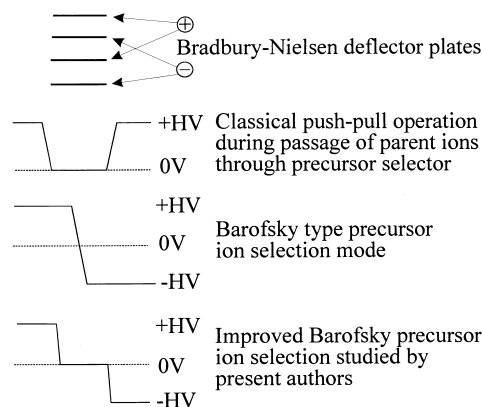 +
Bradbury-Nielsen deflector plates
−
+HV
Classical push-pull operation
during passage of parent ions
0V
through precursor selector
+HV
Barofsky type precursor
0V
ion selection mode
-HV
+HV
Improved Barofsky precursor
0V
ion selection studied by
present authors
-HV